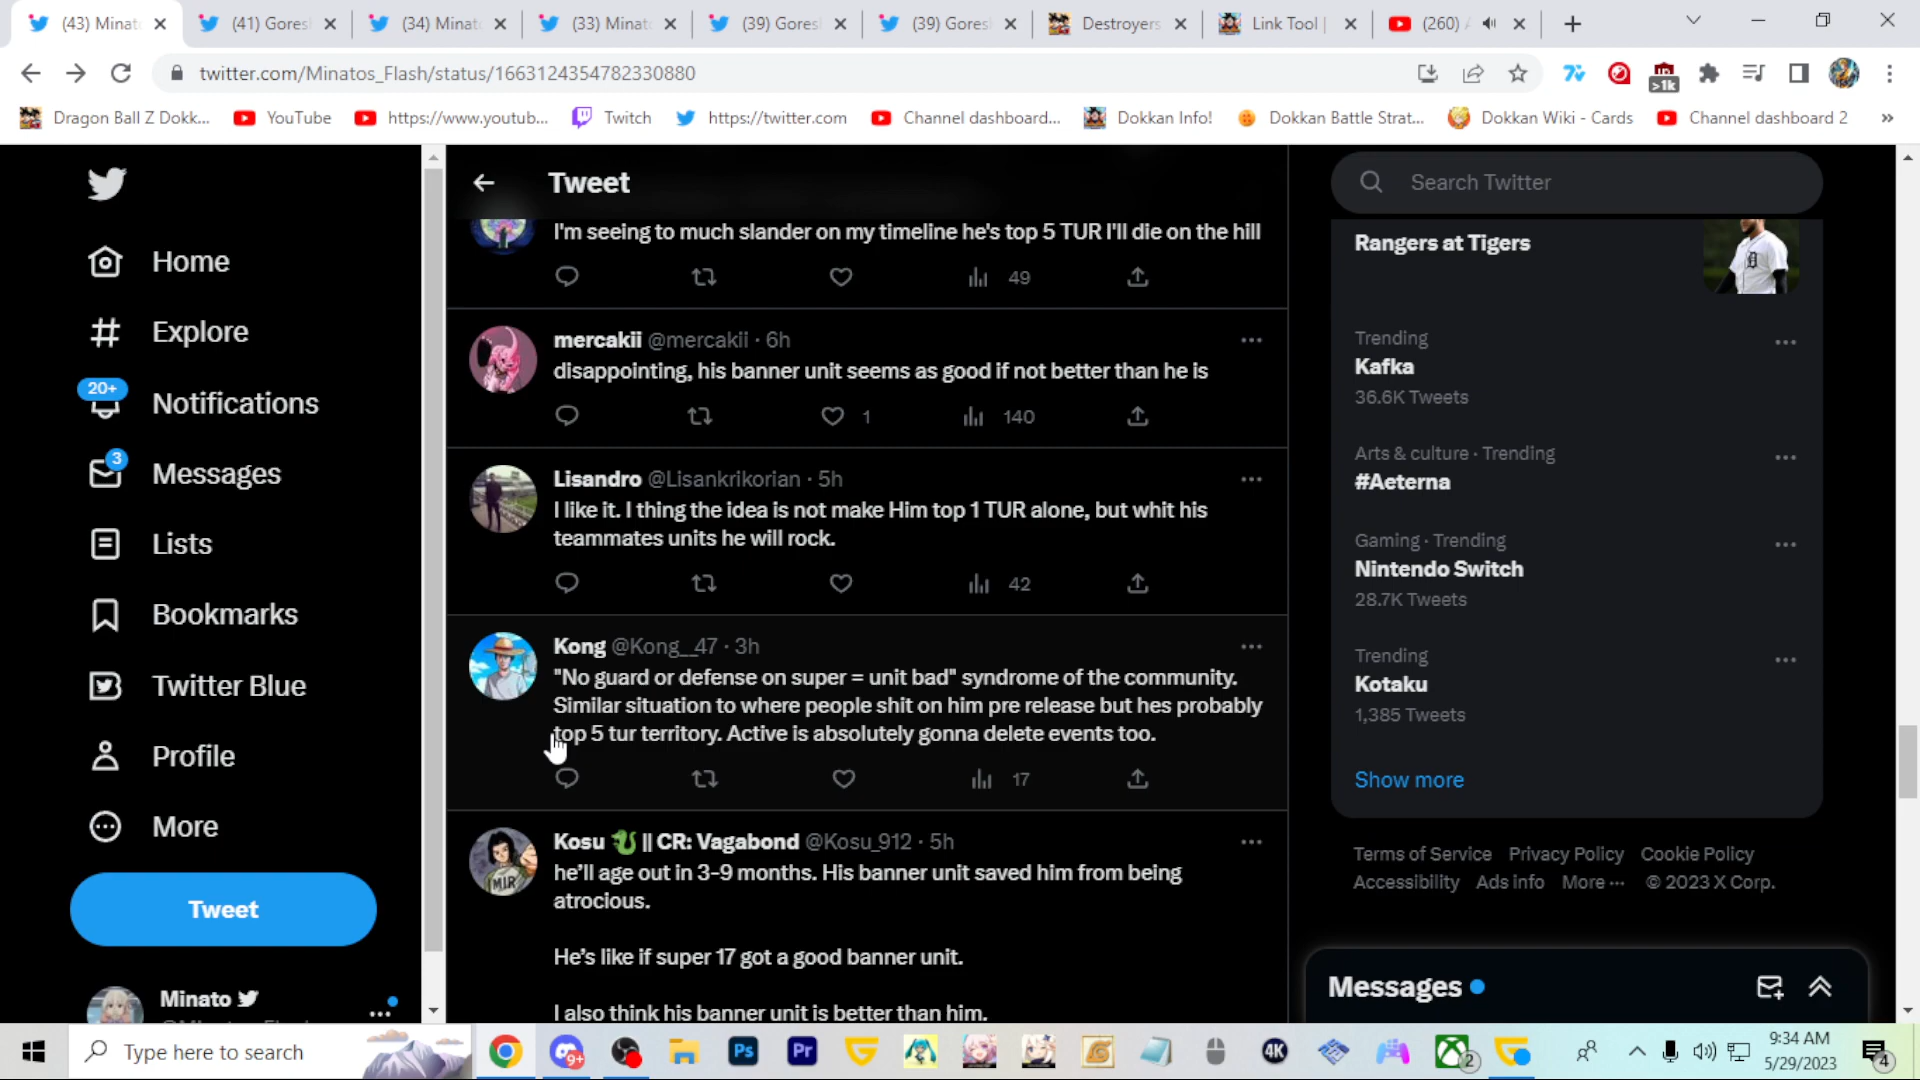 (43) Minat
(41) Gores
(34) Minat
(33) Minat
(39) Gores
(39) Gores
Destroyers
Link Tool |
(260)
twitter.com/Minatos_Flash/status/1663124354782330880
>1k
Dragon Ball Z Dokk...
YouTube
https://www.youtub...
Twitch
https://twitter.com
Channel dashboard...
Dokkan Info!
Dokkan Battle Strat...
Dokkan Wiki - Cards
Channel dashboard 2
»
Home
Explore
20+
Notifications
3
Messages
Lists
Bookmarks
Twitter Blue
Profile
More
Tweet
Minato
Tweet
I'm seeing to much slander on my timeline he's top 5 TUR I'll die on the hill
49
mercakii @mercakii · 6h
disappointing, his banner unit seems as good if not better than he is
1
140
Lisandro @Lisankrikorian · 5h
I like it. I thing the idea is not make Him top 1 TUR alone, but whit his
teammates units he will rock.
42
Kong @Kong__47 · 3h
"No guard or defense on super = unit bad" syndrome of the community.
Similar situation to where people shit on him pre release but hes probably
top 5 tur territory. Active is absolutely gonna delete events too.
17
Kosu 🐉 || CR: Vagabond @Kosu_912 · 5h
he'll age out in 3-9 months. His banner unit saved him from being
atrocious.
He's like if super 17 got a good banner unit.
I also think his banner unit is better than him.
Search Twitter
Rangers at Tigers
Trending
Kafka
36.6K Tweets
Arts & culture · Trending
#Aeterna
Gaming · Trending
Nintendo Switch
28.7K Tweets
Trending
Kotaku
1,385 Tweets
Show more
Terms of Service Privacy Policy Cookie Policy
Accessibility Ads info More ··· © 2023 X Corp.
Messages
Type here to search
9+
Ps
Pr
4K
2
9:34 AM
5/29/2023
4